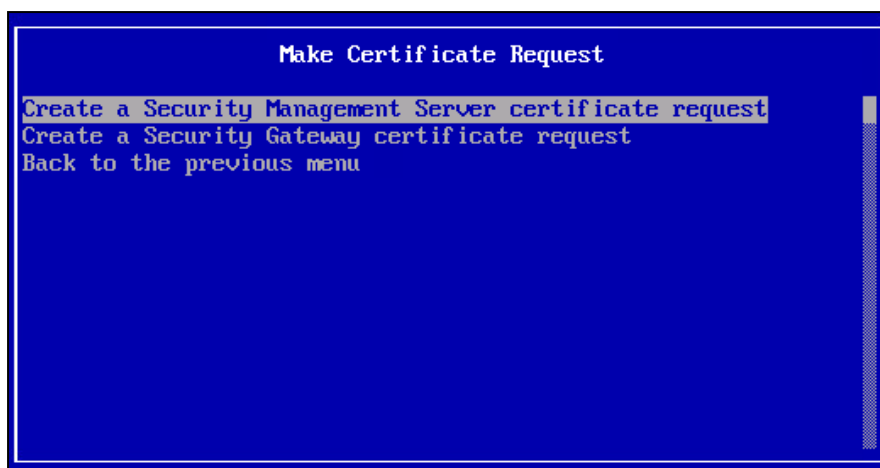 Make Certificate Request
Create a Security Management Server certificate request
Create a Security Gateway certificate request
Back to the previous menu